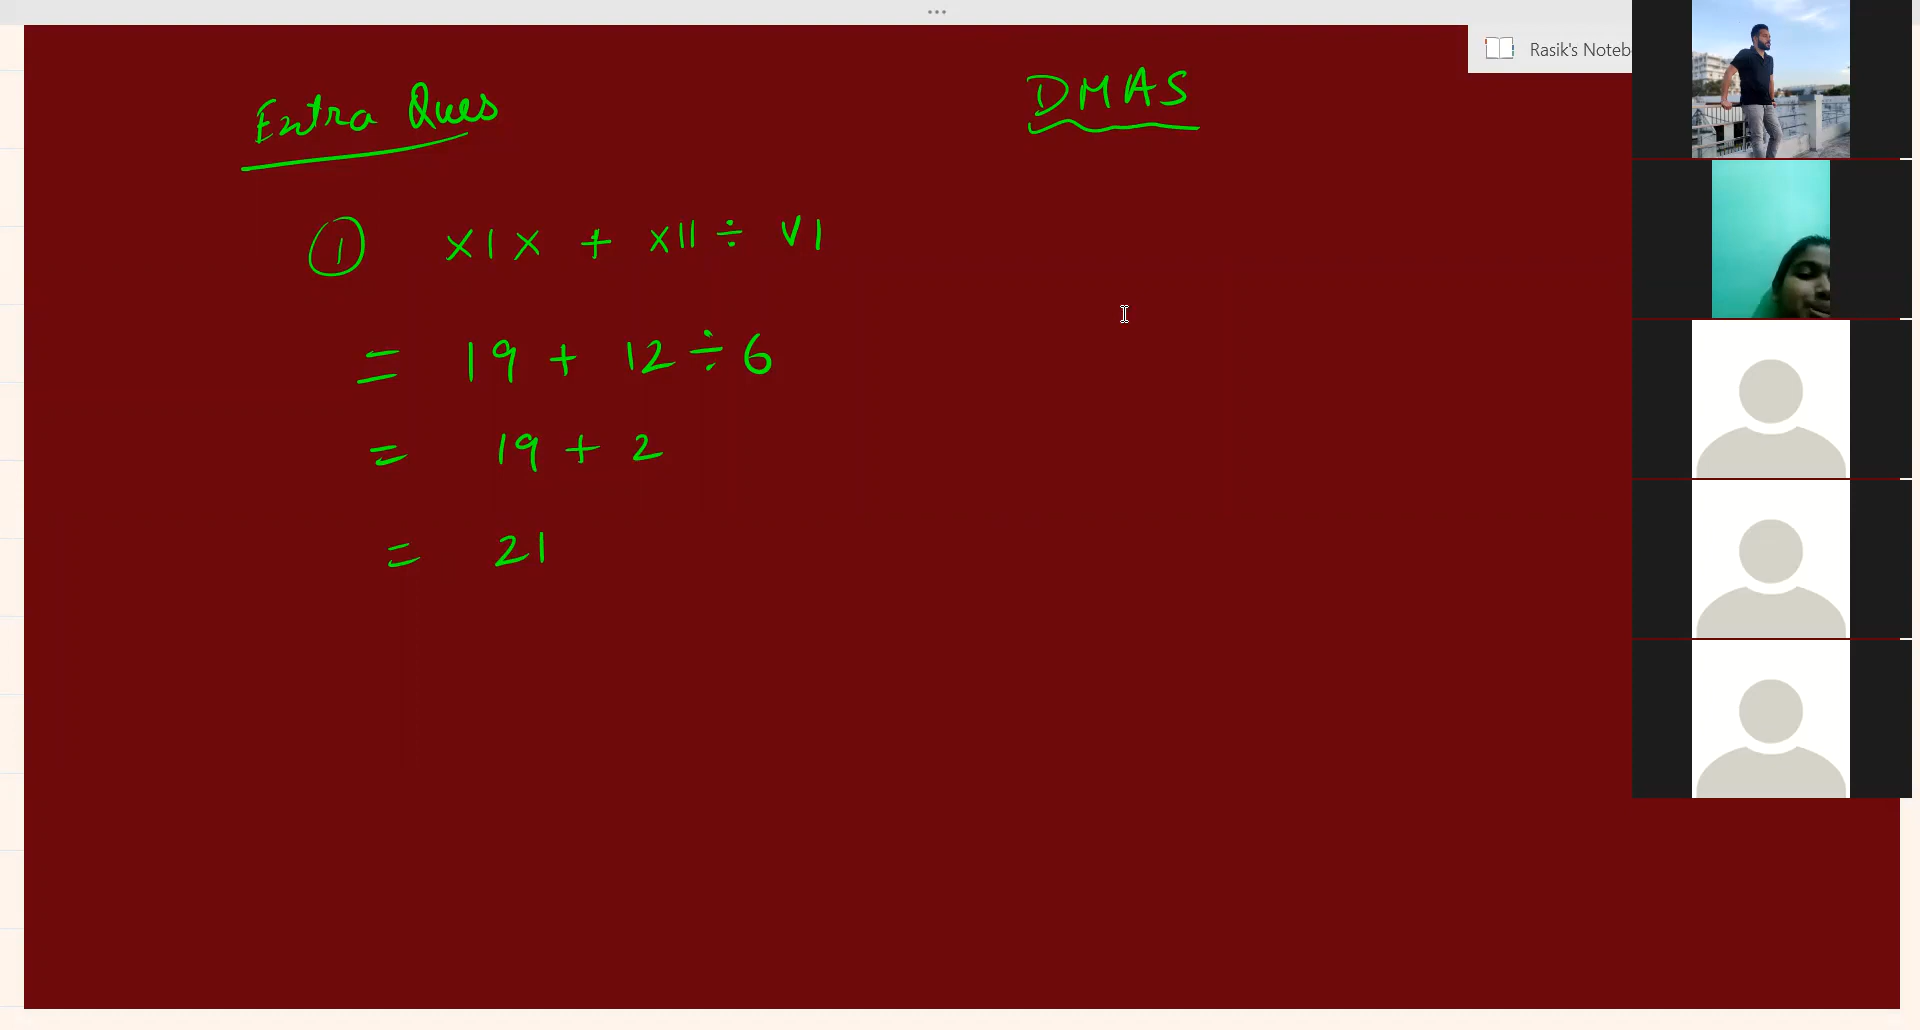 Rasik's Noteb
Extra Ques
DMAS
① XIX + XII ÷ VI
= 19 + 12 ÷ 6
= 19 + 2
= 21